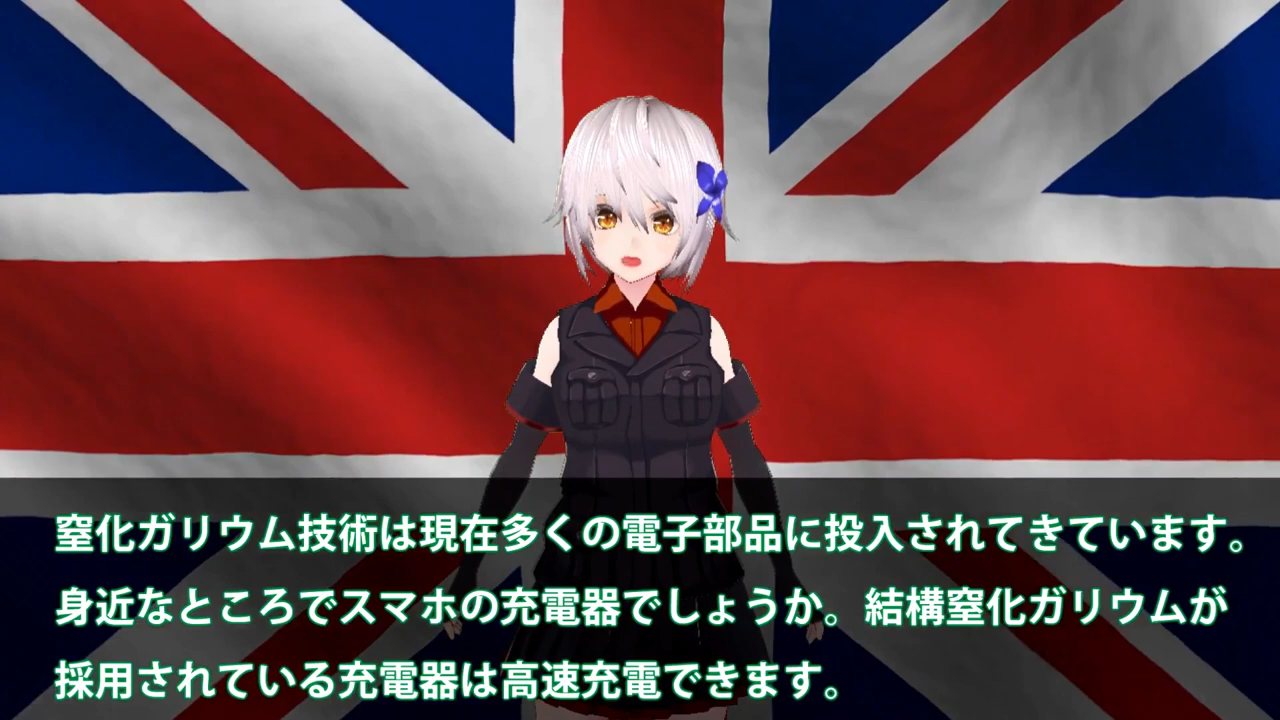 窒化ガリウム技術は現在多くの電子部品に投入されてきています。
身近なところでスマホの充電器でしょうか。結構窒化ガリウムが
採用されている充電器は高速充電できます。